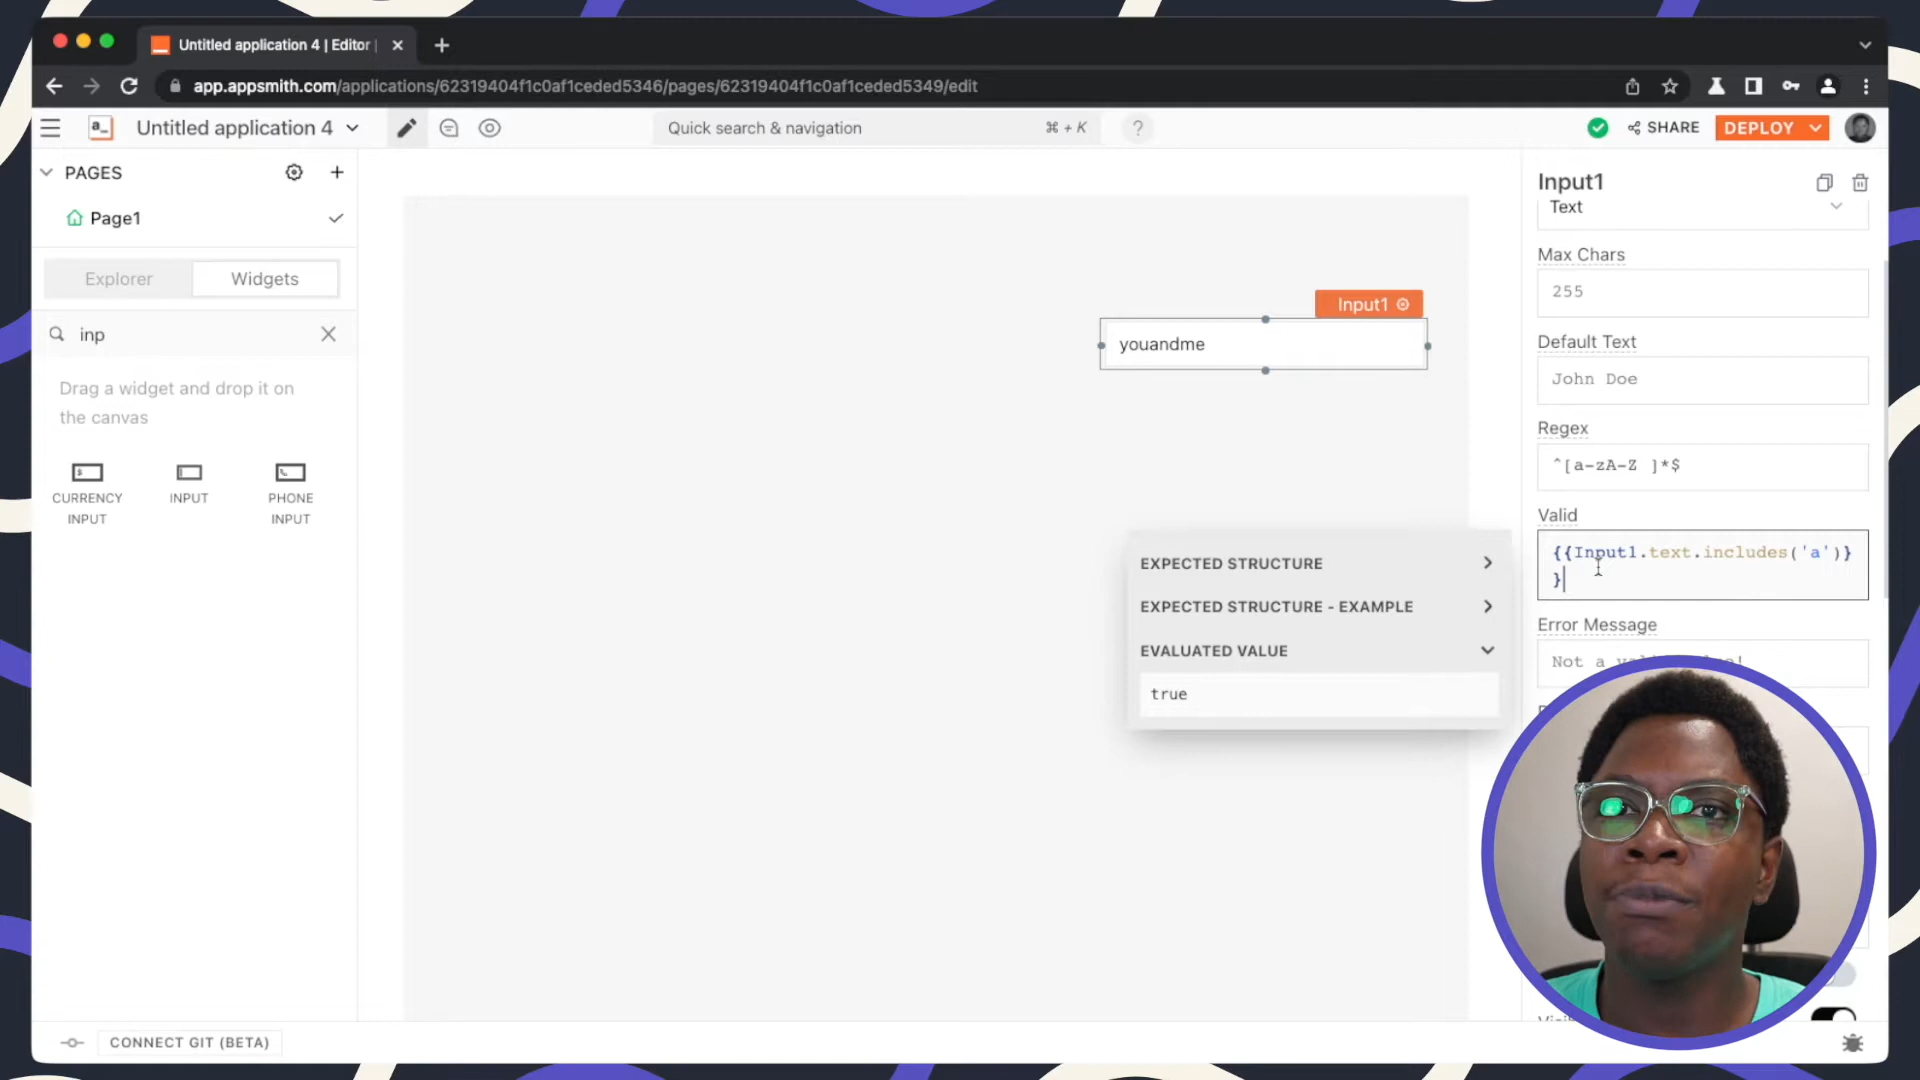 Untitled application 4 | Editor |
app.appsmith.com/applications/62319404f1c0af1ceded5346/pages/62319404f1c0af1ceded5349/edit
a_
Untitled application 4
Quick search & navigation
⌘ + K
?
SHARE
DEPLOY
PAGES
Page1
Explorer
Widgets
inp
Drag a widget and drop it on
the canvas
CURRENCY
INPUT
INPUT
PHONE
INPUT
CONNECT GIT (BETA)
Input1
youandme
EXPECTED STRUCTURE
EXPECTED STRUCTURE - EXAMPLE
EVALUATED VALUE
true
Input1
Text
Max Chars
255
Default Text
John Doe
Regex
^[a-zA-Z ]*$
Valid
{{Input1.text.includes('a')}
}
Error Message
Not a